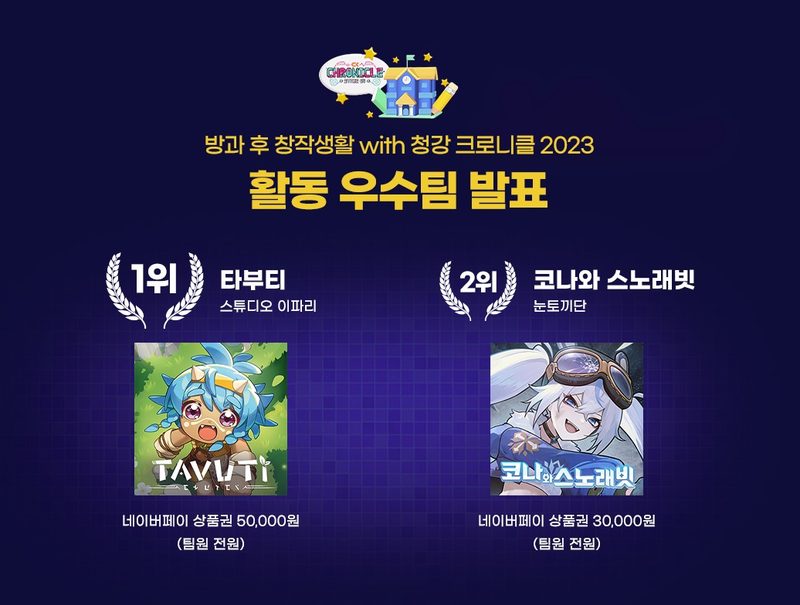 CHRONICLE
방과 후 창작생활 with 청강 크로니클 2023
활동 우수팀 발표
1위
타부티
스튜디오 이파리
2위
코나와 스노래빗
눈토끼단
TAVUTI
코나와스노래빗
네이버페이 상품권 50,000원
(팀원 전원)
네이버페이 상품권 30,000원
(팀원 전원)